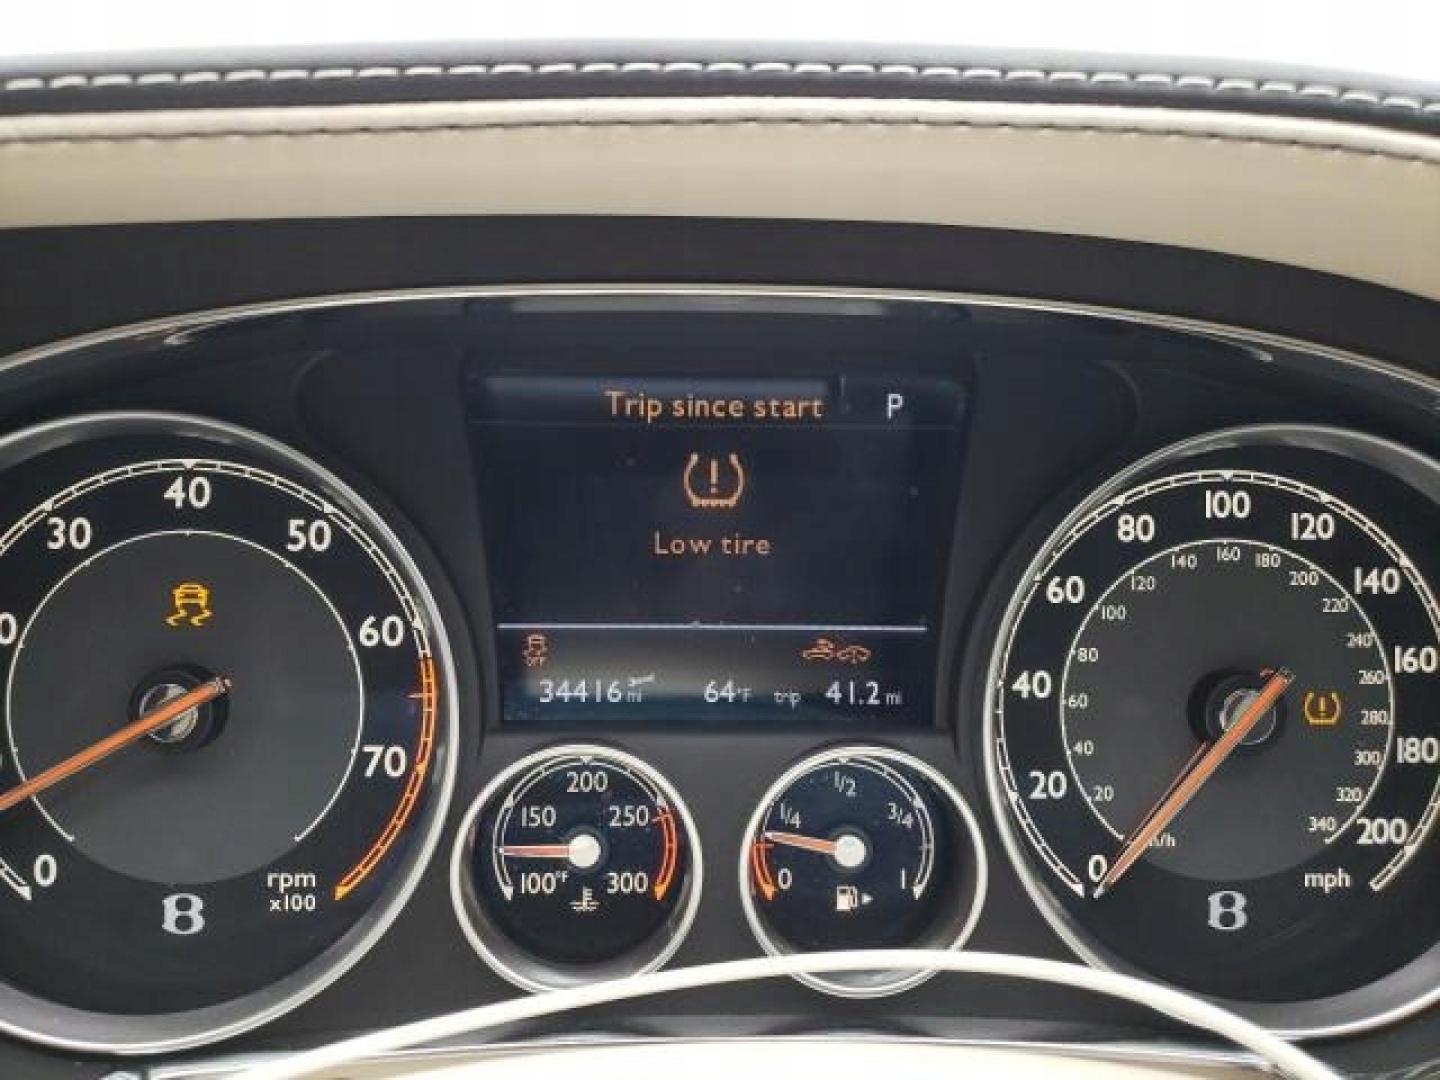 Trip since start P
Low tire
OFF
34416 mi 64°F trip 41.2 mi
30 40 50 60 70
0
rpm
x100
B
100°F 150 200 250 300
0 1/4 1/2 3/4 1
0 20 40 60 80 100 120 140 160 180 200
20 40 60 80 100 120 140 160 180 200 220 240 260 280 300 320 340
mph
B